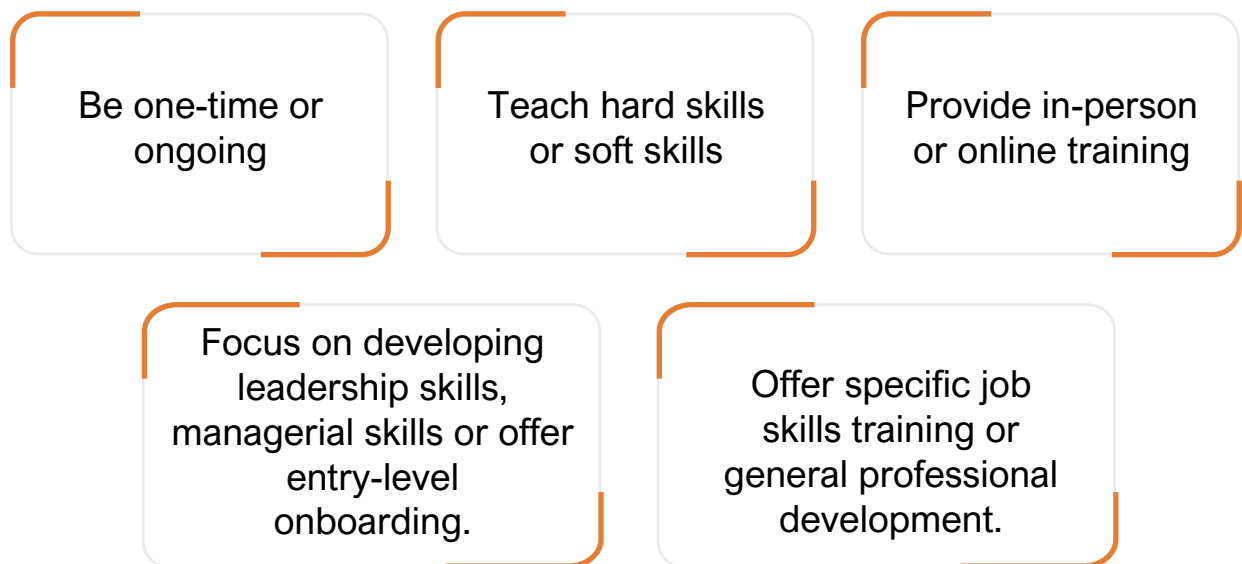 Be one-time or
ongoing
Teach hard skills
or soft skills
Provide in-person
or online training
Focus on developing
leadership skills,
managerial skills or offer
entry-level
onboarding.
Offer specific job
skills training or
general professional
development.